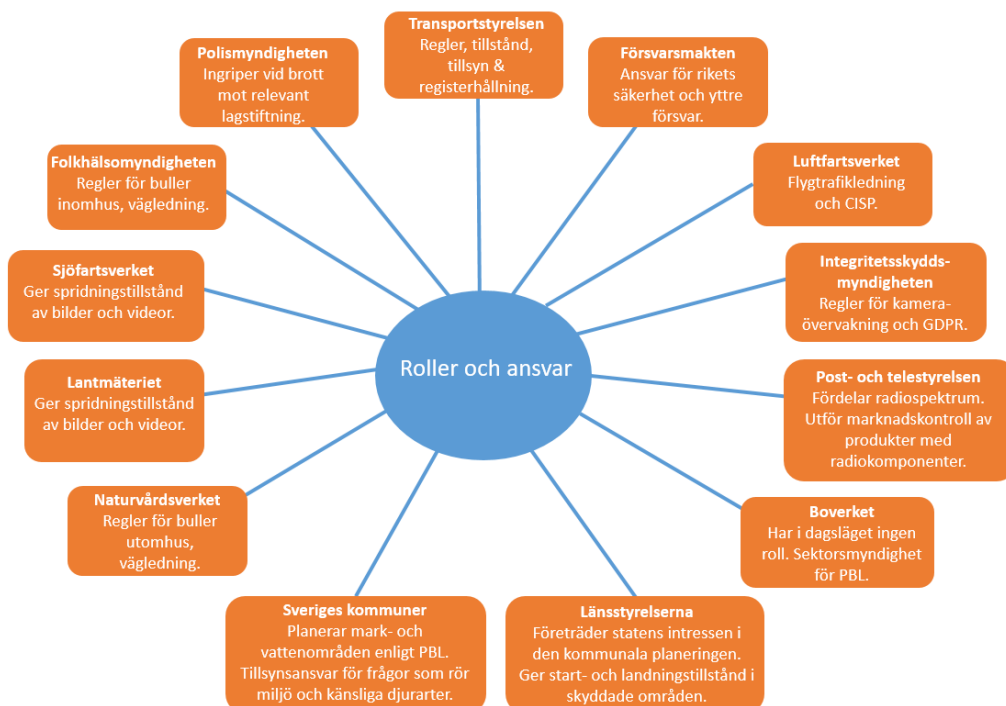 Transportstyrelsen
Regler, tillstånd,
tillsyn &
registerhållning.
Försvarsmakten
Ansvar för rikets
säkerhet och yttre
försvar.
Luftfartsverket
Flygtrafikledning
och CISP.
Integritetsskydds-
myndigheten
Regler för kamera-
övervakning och GDPR.
Post- och telestyrelsen
Fördelar radiospektrum.
Utför marknadskontroll av
produkter med
radiokomponenter.
Boverket
Har i dagsläget ingen
roll. Sektorsmyndighet
för PBL.
Länsstyrelserna
Företräder statens intressen i
den kommunala planeringen.
Ger start- och landningstillstånd i
skyddade områden.
Sveriges kommuner
Planerar mark- och
vattenområden enligt PBL.
Tillsynsansvar för frågor som rör
miljö och känsliga djurarter.
Naturvårdsverket
Regler för buller
utomhus,
vägledning.
Lantmäteriet
Ger spridningstillstånd
av bilder och videor.
Sjöfartsverket
Ger spridningstillstånd
av bilder och videor.
Folkhälsomyndigheten
Regler för buller
inomhus, vägledning.
Polismyndigheten
Ingriper vid brott
mot relevant
lagstiftning.
Roller och ansvar